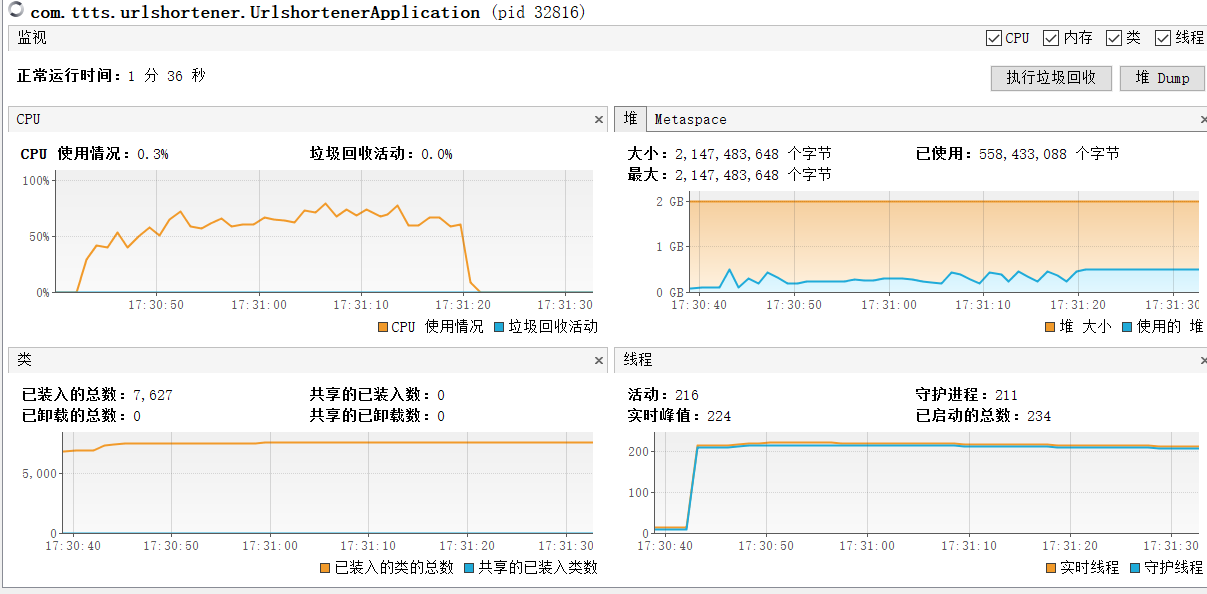 com.ttts.urlshortener.UrlshortenerApplication (pid 32816)
监视
CPU 内存 类 线程
正常运行时间：1 分 36 秒
执行垃圾回收 堆 Dump
CPU ×
CPU 使用情况：0.3% 垃圾回收活动：0.0%
100%
50%
0%
17:30:50 17:31:00 17:31:10 17:31:20 17:31:30
CPU 使用情况 垃圾回收活动
堆 Metaspace ×
大小：2,147,483,648 个字节 已使用：558,433,088 个字节
最大：2,147,483,648 个字节
2 GB
1 GB
0 GB
17:30:40 17:30:50 17:31:00 17:31:10 17:31:20 17:31:30
堆 大小 使用的 堆
类 ×
已装入的总数：7,627 共享的已装入数：0
已卸载的总数：0 共享的已卸载数：0
5,000
0
17:30:40 17:30:50 17:31:00 17:31:10 17:31:20 17:31:30
已装入的类的总数 共享的已装入类数
线程 ×
活动：216 守护进程：211
实时峰值：224 已启动的总数：234
200
100
0
17:30:40 17:30:50 17:31:00 17:31:10 17:31:20 17:31:30
实时线程 守护线程